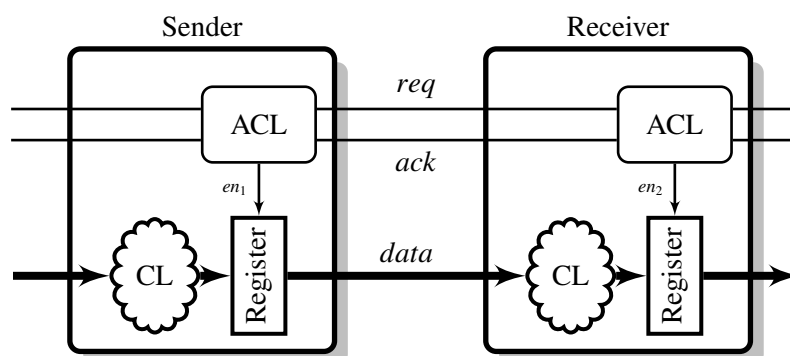 Sender
Receiver
req
ACL
ACL
ack
en₁
en₂
data
CL
Register
CL
Register